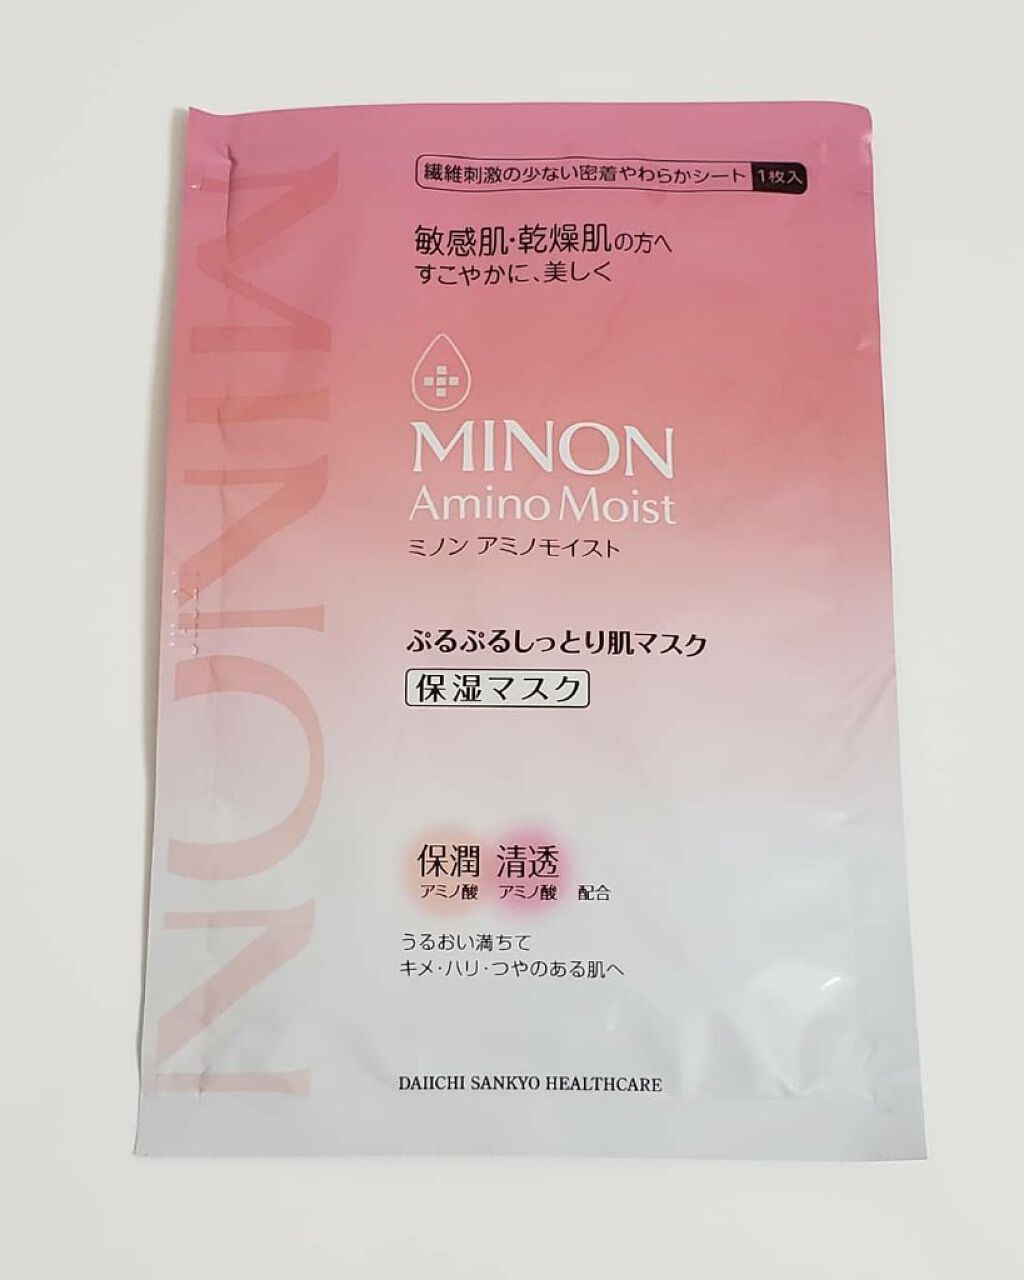 MINON
繊維刺激の少ない密着やわらかシート 1枚入
敏感肌・乾燥肌の方へ
すこやかに、美しく
MINON
Amino Moist
ミノン アミノモイスト
ぷるぷるしっとり肌マスク
保湿マスク
保潤 清透
アミノ酸 アミノ酸 配合
うるおい満ちて
キメ・ハリ・つやのある肌へ
DAIICHI SANKYO HEALTHCARE